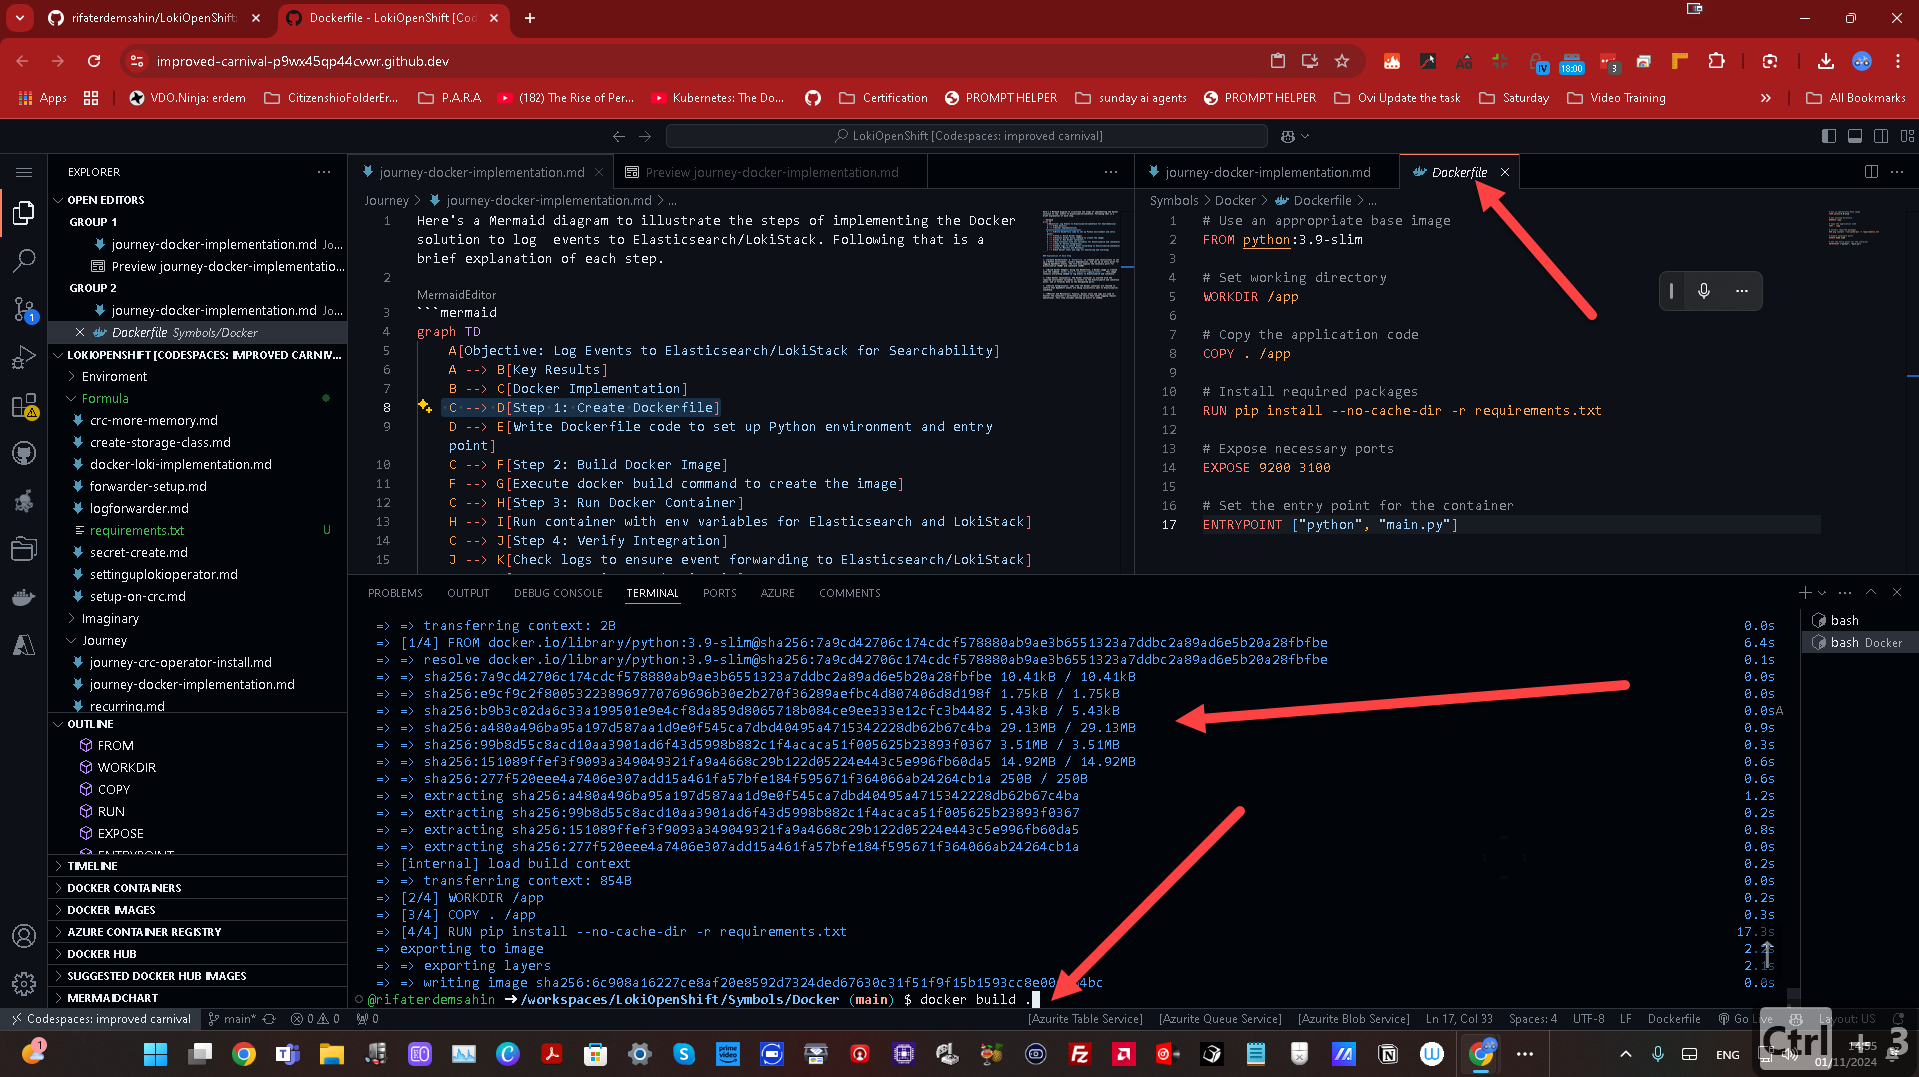 rifaterdemsahin/LokiOpenShift
Dockerfile - LokiOpenShift [Cod
improved-carnival-p9wx45qp44cvwr.github.dev
IV
18:00
3
Apps
VDO.Ninja: erdem
CitizenshioFolderEr...
P.A.R.A
(182) The Rise of Per...
Kubernetes: The Do...
Certification
PROMPT HELPER
sunday ai agents
PROMPT HELPER
Ovi Update the task
Saturday
Video Training
All Bookmarks
LokiOpenShift [Codespaces: improved carnival]
EXPLORER
OPEN EDITORS
GROUP 1
journey-docker-implementation.md Jo...
Preview journey-docker-implementatio...
GROUP 2
journey-docker-implementation.md Jo...
Dockerfile Symbols/Docker
LOKIOPENSHIFT [CODESPACES: IMPROVED CARNIV...
Enviroment
Formula
crc-more-memory.md
create-storage-class.md
docker-loki-implementation.md
forwarder-setup.md
logforwarder.md
requirements.txt U
secret-create.md
settinguplokioperator.md
setup-on-crc.md
Imaginary
Journey
journey-crc-operator-install.md
journey-docker-implementation.md
recurring.md
OUTLINE
FROM
WORKDIR
COPY
RUN
EXPOSE
ENTRYPOINT
TIMELINE
DOCKER CONTAINERS
DOCKER IMAGES
AZURE CONTAINER REGISTRY
DOCKER HUB
SUGGESTED DOCKER HUB IMAGES
MERMAIDCHART
journey-docker-implementation.md
Preview journey-docker-implementation.md
Journey > journey-docker-implementation.md > ...
1 Here's a Mermaid diagram to illustrate the steps of implementing the Docker
solution to log  events to Elasticsearch/LokiStack. Following that is a
brief explanation of each step.
2
MermaidEditor
3 ```mermaid
4 graph TD
5 A[Objective: Log Events to Elasticsearch/LokiStack for Searchability]
6 A --> B[Key Results]
7 B --> C[Docker Implementation]
8 C --> D[Step 1: Create Dockerfile]
9 D --> E[Write Dockerfile code to set up Python environment and entry
point]
10 C --> F[Step 2: Build Docker Image]
11 F --> G[Execute docker build command to create the image]
12 C --> H[Step 3: Run Docker Container]
13 H --> I[Run container with env variables for Elasticsearch and LokiStack]
14 C --> J[Step 4: Verify Integration]
15 J --> K[Check logs to ensure event forwarding to Elasticsearch/LokiStack]
journey-docker-implementation.md
Dockerfile
Symbols > Docker > Dockerfile > ...
1 # Use an appropriate base image
2 FROM python:3.9-slim
3
4 # Set working directory
5 WORKDIR /app
6
7 # Copy the application code
8 COPY . /app
9
10 # Install required packages
11 RUN pip install --no-cache-dir -r requirements.txt
12
13 # Expose necessary ports
14 EXPOSE 9200 3100
15
16 # Set the entry point for the container
17 ENTRYPOINT ["python", "main.py"]
PROBLEMS OUTPUT DEBUG CONSOLE TERMINAL PORTS AZURE COMMENTS
=> => transferring context: 2B 0.0s
=> [1/4] FROM docker.io/library/python:3.9-slim@sha256:7a9cd42706c174cdcf578880ab9ae3b6551323a7ddbc2a89ad6e5b20a28fbfbe 6.4s
=> => resolve docker.io/library/python:3.9-slim@sha256:7a9cd42706c174cdcf578880ab9ae3b6551323a7ddbc2a89ad6e5b20a28fbfbe 0.1s
=> => sha256:7a9cd42706c174cdcf578880ab9ae3b6551323a7ddbc2a89ad6e5b20a28fbfbe 10.41kB / 10.41kB 0.0s
=> => sha256:e9cf9c2f80053223896977076969​6b30e2b270f36289aefbc4d807406d8d198f 1.75kB / 1.75kB 0.0s
=> => sha256:b9b3c02da6c33a199501e9e4cf8da859d8065718b084ce9ee333e12cfc3b4482 5.43kB / 5.43kB 0.0sA
=> => sha256:a480a496ba95a197d587aa1d9e0f545ca7dbd40495a4715342228db62b67c4ba 29.13MB / 29.13MB 0.9s
=> => sha256:99b8d55c8acd10aa3901ad6f43d5998b882c1f4acaca51f005625b23893f0367 3.51MB / 3.51MB 0.3s
=> => sha256:151089ffef3f9093a349049321fa9a4668c29b122d05224e443c5e996fb60da5 14.92MB / 14.92MB 0.6s
=> => sha256:277f520eee4a7406e307add15a461fa57bfe184f595671f364066ab24264cb1a 250B / 250B 0.6s
=> => extracting sha256:a480a496ba95a197d587aa1d9e0f545ca7dbd40495a4715342228db62b67c4ba 1.2s
=> => extracting sha256:99b8d55c8acd10aa3901ad6f43d5998b882c1f4acaca51f005625b23893f0367 0.2s
=> => extracting sha256:151089ffef3f9093a349049321fa9a4668c29b122d05224e443c5e996fb60da5 0.8s
=> => extracting sha256:277f520eee4a7406e307add15a461fa57bfe184f595671f364066ab24264cb1a 0.0s
=> [internal] load build context 0.2s
=> => transferring context: 854B 0.0s
=> [2/4] WORKDIR /app 0.2s
=> [3/4] COPY . /app 0.3s
=> [4/4] RUN pip install --no-cache-dir -r requirements.txt 17.3s
=> exporting to image
=> => exporting layers
=> => writing image 0.0s
@rifaterdemsahin ➜ /workspaces/LokiOpenShift/Symbols/Docker (main) $ docker build .
bash
bash Docker
Codespaces: improved carnival main* 0 0 0 [Azurite Table Service] [Azurite Queue Service] [Azurite Blob Service] Ln 17, Col 33 Spaces: 4 UTF-8 LF Dockerfile Go Live Layout: US
1
ENG
14:55
01/11/2024
Ctrl + 3